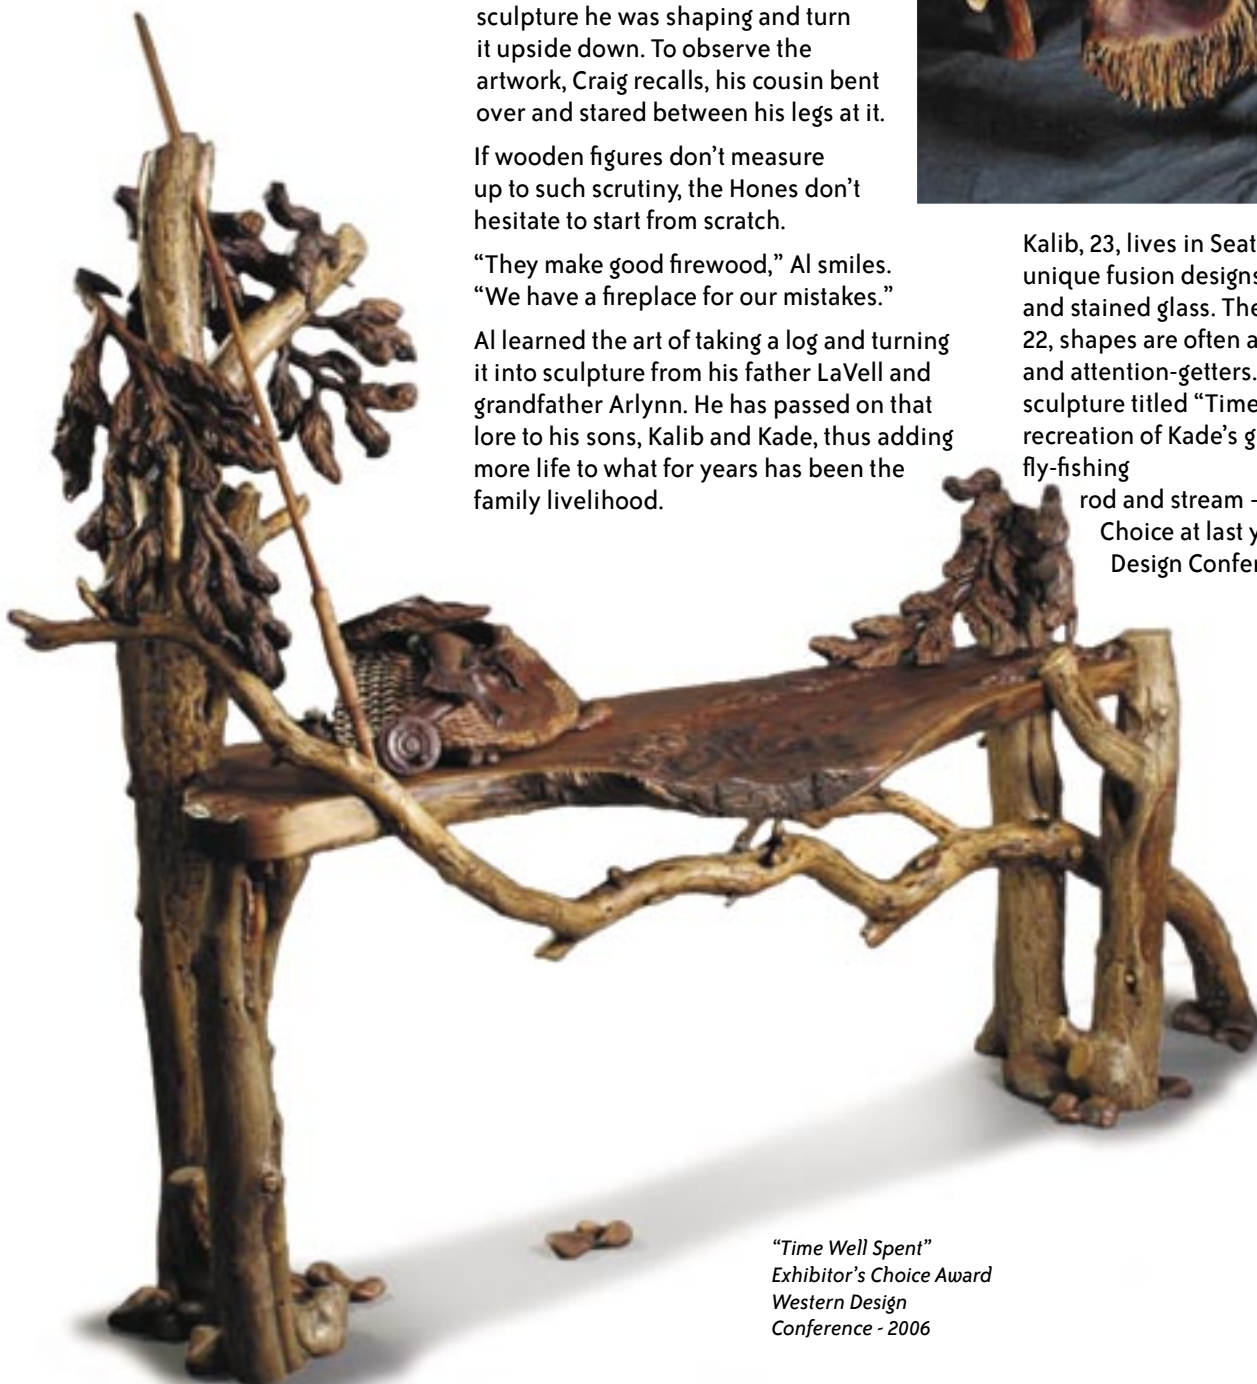 sculpture he was shaping and turn
it upside down. To observe the
artwork, Craig recalls, his cousin bent
over and stared between his legs at it.
If wooden figures don’t measure
up to such scrutiny, the Hones don’t
hesitate to start from scratch.
“They make good firewood,” Al smiles.
“We have a fireplace for our mistakes.”
Al learned the art of taking a log and turning
it into sculpture from his father LaVell and
grandfather Arlynn. He has passed on that
lore to his sons, Kalib and Kade, thus adding
more life to what for years has been the
family livelihood.
Kalib, 23, lives in Seat
unique fusion designs
and stained glass. The
22, shapes are often a
and attention-getters.
sculpture titled “Time
recreation of Kade’s g
fly-fishing
rod and stream –
Choice at last y
Design Confer
“Time Well Spent”
Exhibitor’s Choice Award
Western Design
Conference - 2006